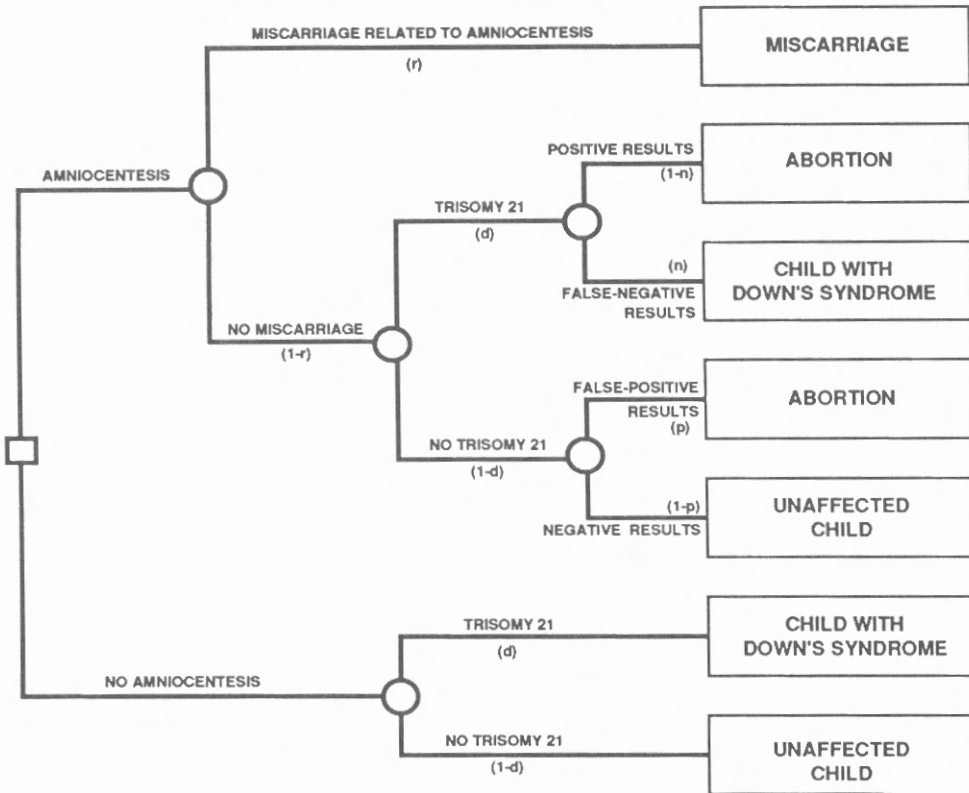 MISCARRIAGE RELATED TO AMNIOCENTESIS
(r)
MISCARRIAGE
AMNIOCENTESIS
POSITIVE RESULTS
(1-n)
ABORTION
TRISOMY 21
(d)
(n)
FALSE-NEGATIVE
RESULTS
CHILD WITH
DOWN'S SYNDROME
NO MISCARRIAGE
(1-r)
FALSE-POSITIVE
RESULTS
(p)
ABORTION
NO TRISOMY 21
(1-d)
(1-p)
NEGATIVE RESULTS
UNAFFECTED
CHILD
TRISOMY 21
(d)
CHILD WITH
DOWN'S SYNDROME
NO AMNIOCENTESIS
NO TRISOMY 21
(1-d)
UNAFFECTED
CHILD